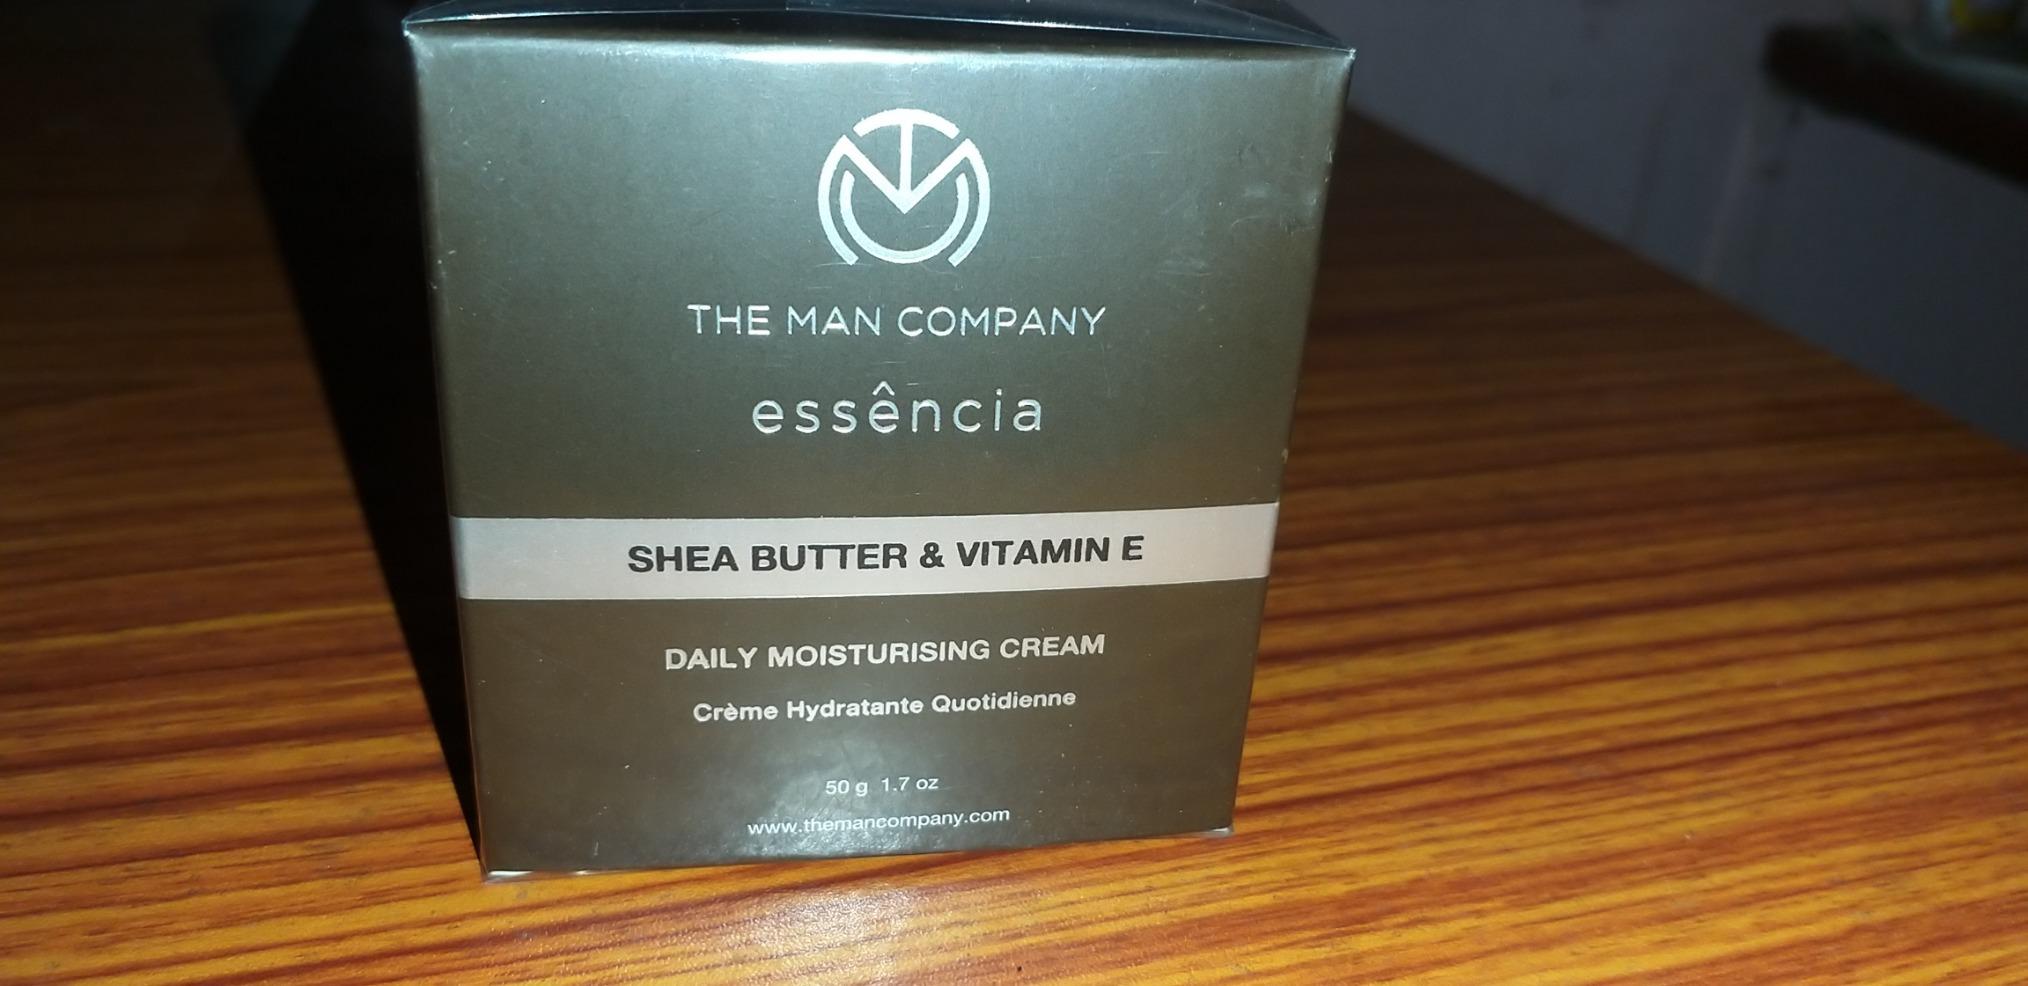 THE MAN COMPANY
essência
SHEA BUTTER & VITAMIN E
DAILY MOISTURISING CREAM
Crème Hydratante Quotidienne
50 g 1.7 oz
www.themancompany.com